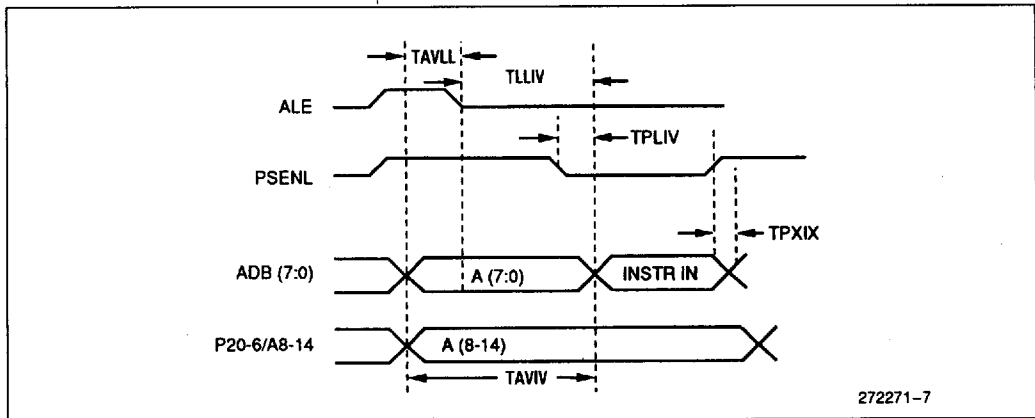 TAVLL
TLLIV
ALE
TPLIV
PSENL
TPXIX
ADB (7:0)
A (7:0)
INSTR IN
P20-6/A8-14
A (8-14)
TAVIV
272271-7